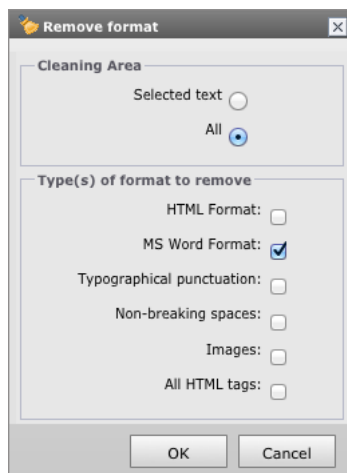 Remove format
Cleaning Area
Selected text
All
Type(s) of format to remove
HTML Format:
MS Word Format:
Typographical punctuation:
Non-breaking spaces:
Images:
All HTML tags:
OK Cancel